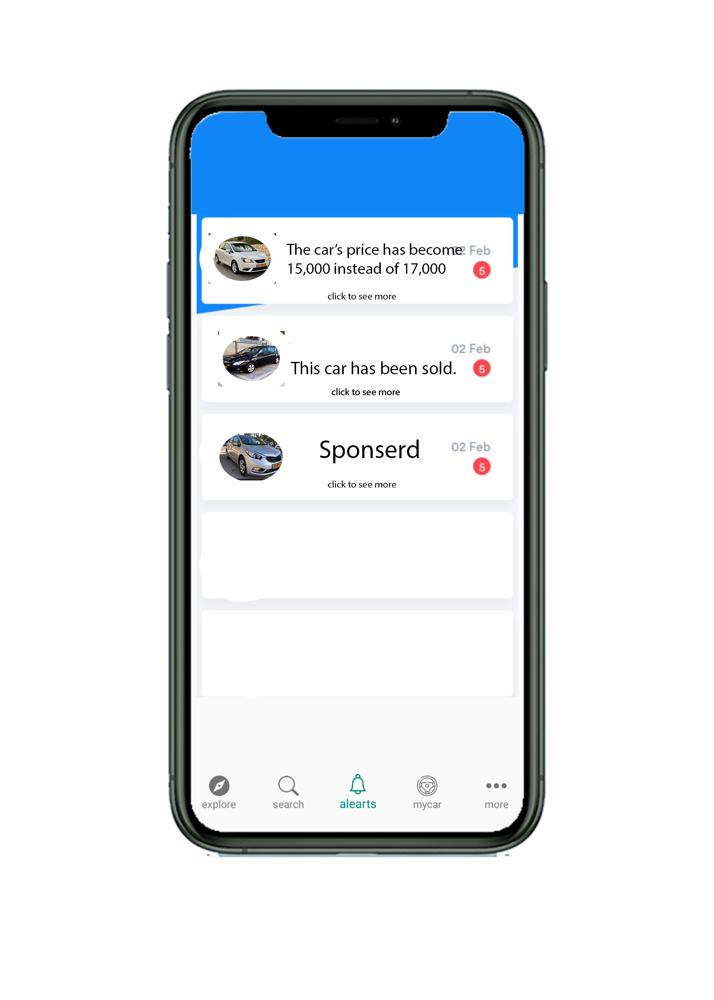 The car’s price has become 02 Feb
15,000 instead of 17,000 5
click to see more
02 Feb
This car has been sold. 5
click to see more
Sponserd 02 Feb
5
click to see more
explore search alearts mycar more